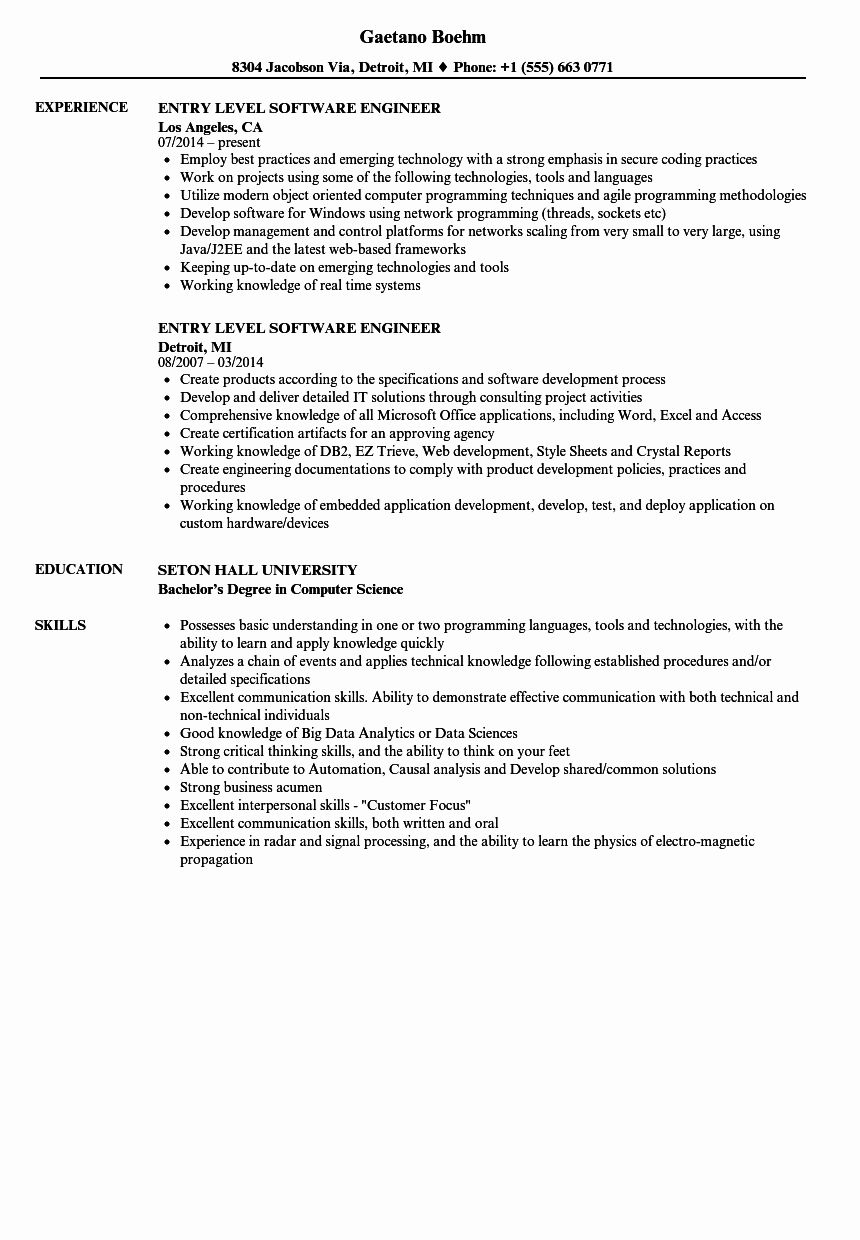 Gaetano Boehm
8304 Jacobson Via, Detroit, MI ♦ Phone: +1 (555) 663 0771
EXPERIENCE
ENTRY LEVEL SOFTWARE ENGINEER
Los Angeles, CA
07/2014 – present
• Employ best practices and emerging technology with a strong emphasis in secure coding practices
• Work on projects using some of the following technologies, tools and languages
• Utilize modern object oriented computer programming techniques and agile programming methodologies
• Develop software for Windows using network programming (threads, sockets etc)
• Develop management and control platforms for networks scaling from very small to very large, using
Java/J2EE and the latest web-based frameworks
• Keeping up-to-date on emerging technologies and tools
• Working knowledge of real time systems
ENTRY LEVEL SOFTWARE ENGINEER
Detroit, MI
08/2007 – 03/2014
• Create products according to the specifications and software development process
• Develop and deliver detailed IT solutions through consulting project activities
• Comprehensive knowledge of all Microsoft Office applications, including Word, Excel and Access
• Create certification artifacts for an approving agency
• Working knowledge of DB2, EZ Trieve, Web development, Style Sheets and Crystal Reports
• Create engineering documentations to comply with product development policies, practices and
procedures
• Working knowledge of embedded application development, develop, test, and deploy application on
custom hardware/devices
EDUCATION
SETON HALL UNIVERSITY
Bachelor's Degree in Computer Science
SKILLS
• Possesses basic understanding in one or two programming languages, tools and technologies, with the
ability to learn and apply knowledge quickly
• Analyzes a chain of events and applies technical knowledge following established procedures and/or
detailed specifications
• Excellent communication skills. Ability to demonstrate effective communication with both technical and
non-technical individuals
• Good knowledge of Big Data Analytics or Data Sciences
• Strong critical thinking skills, and the ability to think on your feet
• Able to contribute to Automation, Causal analysis and Develop shared/common solutions
• Strong business acumen
• Excellent interpersonal skills - "Customer Focus"
• Excellent communication skills, both written and oral
• Experience in radar and signal processing, and the ability to learn the physics of electro-magnetic
propagation